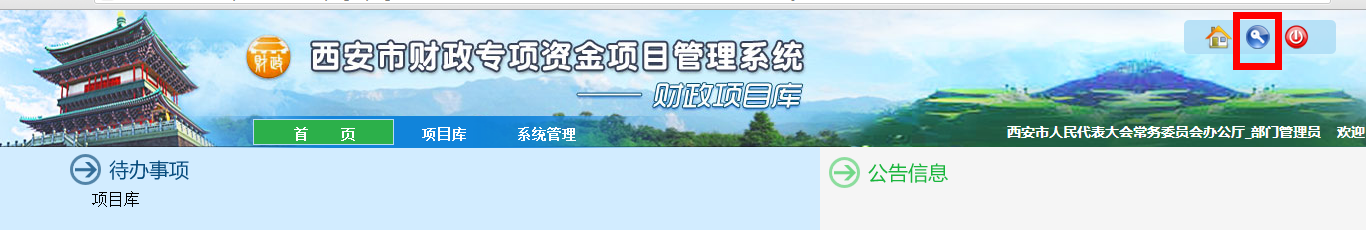 财政
西安市财政专项资金项目管理系统
—— 财政项目库
首 页 项目库 系统管理
西安市人民代表大会常务委员会办公厅_部门管理员 欢迎
待办事项
项目库
公告信息